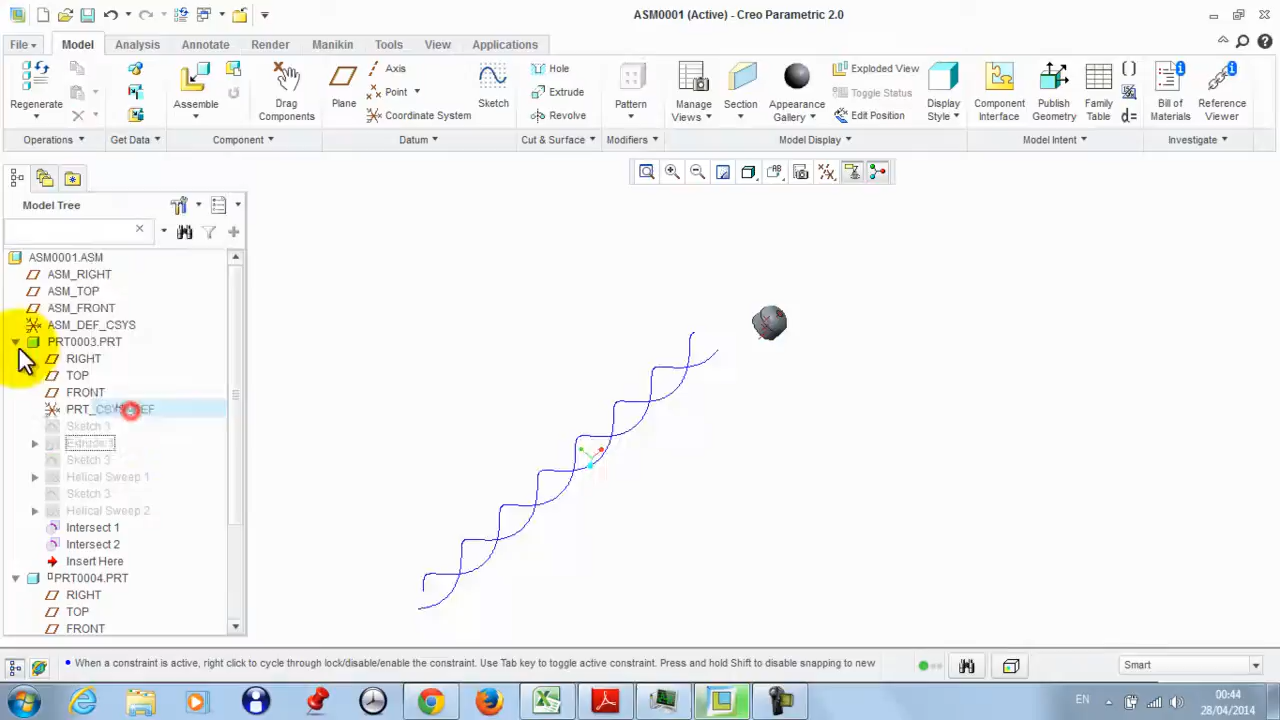 ASM0001 (Active) - Creo Parametric 2.0
File Model Analysis Annotate Render Manikin Tools View Applications
Regenerate
Assemble
Drag Components
Plane
Axis
Point
Coordinate System
Sketch
Hole
Extrude
Revolve
Pattern
Manage Views
Section
Appearance Gallery
Exploded View
Toggle Status
Edit Position
Display Style
Component Interface
Publish Geometry
Family Table
d=
Bill of Materials
Reference Viewer
Operations Get Data Component Datum Cut & Surface Modifiers Model Display Model Intent Investigate
Model Tree
ASM0001.ASM
ASM_RIGHT
ASM_TOP
ASM_FRONT
ASM_DEF_CSYS
PRT0003.PRT
RIGHT
TOP
FRONT
Sketch 1
Sketch 3
Helical Sweep 1
Sketch 3
Helical Sweep 2
Intersect 1
Intersect 2
Insert Here
PRT0004.PRT
RIGHT
TOP
FRONT
When a constraint is active, right click to cycle through lock/disable/enable the constraint. Use Tab key to toggle active constraint. Press and hold Shift to disable snapping to new
Smart
EN
00:44
28/04/2014